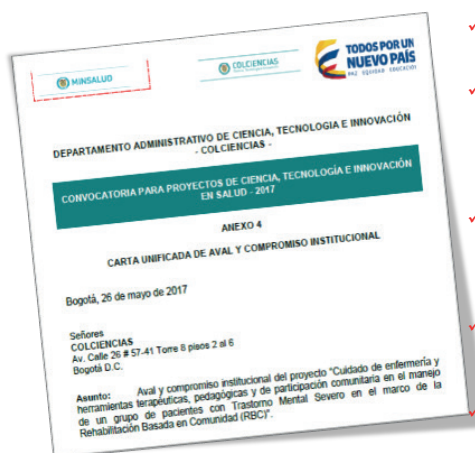 MINSALUD
COLCIENCIAS
TODOS POR UN
NUEVO PAÍS
PAZ EQUIDAD EDUCACIÓN
DEPARTAMENTO ADMINISTRATIVO DE CIENCIA, TECNOLOGIA E INNOVACIÓN
- COLCIENCIAS -
CONVOCATORIA PARA PROYECTOS DE CIENCIA, TECNOLOGÍA E INNOVACIÓN
EN SALUD - 2017
ANEXO 4
CARTA UNIFICADA DE AVAL Y COMPROMISO INSTITUCIONAL
Bogotá, 26 de mayo de 2017
Señores
COLCIENCIAS
Av. Calle 26 # 57-41 Torre 8 pisos 2 al 6
Bogotá D.C.
Asunto: Aval y compromiso institucional del proyecto "Cuidado de enfermería y
herramientas terapéuticas, pedagógicas y de participación comunitaria en el manejo
de un grupo de pacientes con Trastorno Mental Severo en el marco de la
Rehabilitación Basada en Comunidad (RBC)".